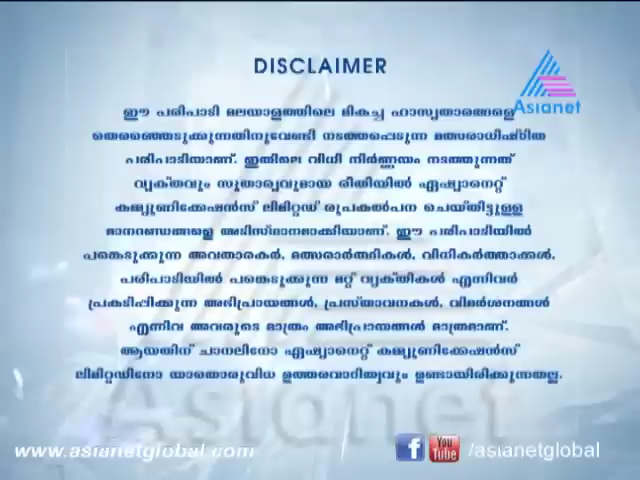 DISCLAIMER
Asianet
ഈ പരിപാടി മലയാളത്തിലെ മികച്ച ഹാസ്യതാരങ്ങളെ
തെരഞ്ഞെടുക്കുന്നതിനുവേണ്ടി നടത്തപ്പെടുന്ന മത്സരാധിഷ്ഠിത
പരിപാടിയാണ്. ഇതിലെ വിധി നിർണ്ണയം നടത്തുന്നത്
വ്യക്തവും സുതാര്യവുമായ രീതിയിൽ ഏഷ്യാനെറ്റ്
കമ്മ്യൂണിക്കേഷൻസ് ലിമിറ്റഡ് രൂപകൽപന ചെയ്തിട്ടുള്ള
മാനദണ്ഡങ്ങളെ അടിസ്ഥാനമാക്കിയാണ്. ഈ പരിപാടിയിൽ
പങ്കെടുക്കുന്ന അവതാരകർ, മത്സരാർത്ഥികൾ, വിധികർത്താക്കൾ,
പരിപാടിയിൽ പങ്കെടുക്കുന്ന മറ്റ് വ്യക്തികൾ എന്നിവർ
പ്രകടിപ്പിക്കുന്ന അഭിപ്രായങ്ങൾ, പ്രസ്താവനകൾ, വിമർശനങ്ങൾ
എന്നിവ അവരുടെ മാത്രം അഭിപ്രായങ്ങൾ മാത്രമാണ്.
ആയതിന് ചാനലിനോ ഏഷ്യാനെറ്റ് കമ്മ്യൂണിക്കേഷൻസ്
ലിമിറ്റഡിനോ യാതൊരുവിധ ഉത്തരവാദിത്വവും ഉണ്ടായിരിക്കുന്നതല്ല.
Asianet
www.asianetglobal.com f You Tube /asianetglobal